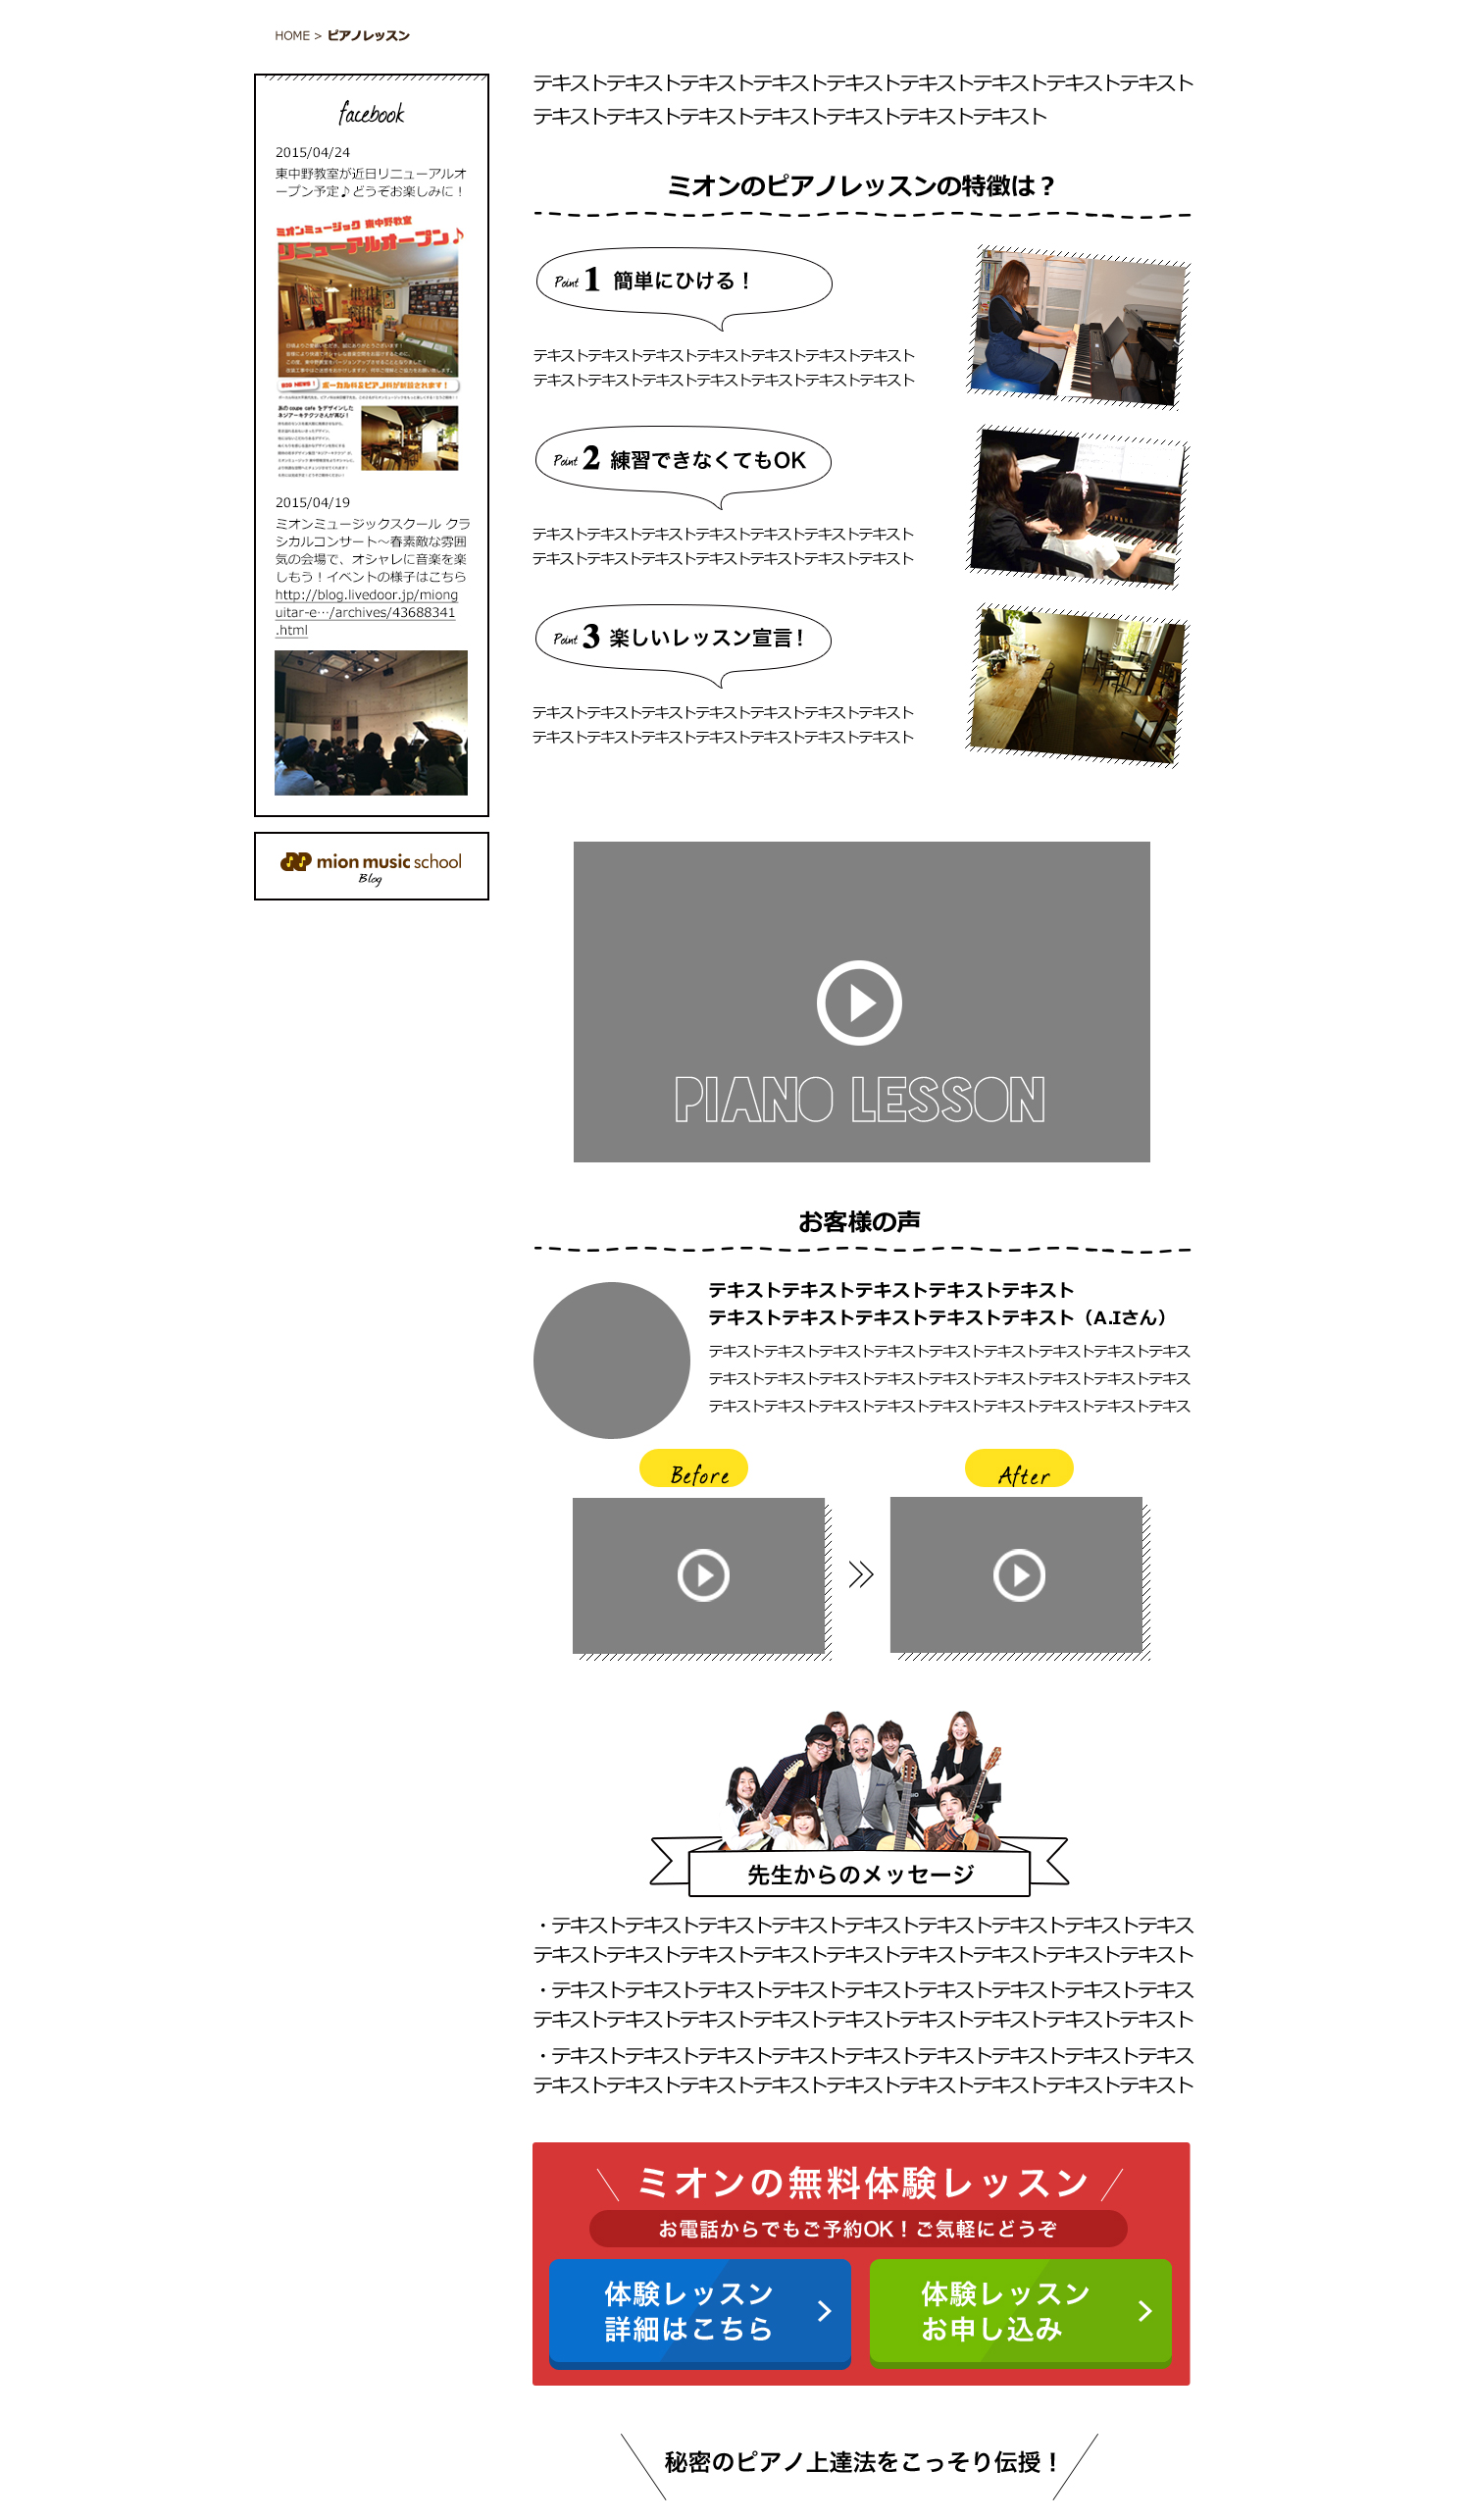 HOME > ピアノレッスン
facebook
2015/04/24
東中野教室が近日リニューアルオ
ープン予定♪どうぞお楽しみに！
ミオンミュージック 東中野教室
リニューアルオープン♪
BIG NEWS! ボーカル科&ピアノ科が新設されます！
2015/04/19
ミオンミュージックスクール クラ
シカルコンサート～春素敵な雰囲
気の会場で、オシャレに音楽を楽
しもう！イベントの様子はこちら
http://blog.livedoor.jp/miong
uitar-e…/archives/43688341
.html
mion music school
Blog
テキストテキストテキストテキストテキストテキストテキストテキストテキスト
テキストテキストテキストテキストテキストテキストテキスト
ミオンのピアノレッスンの特徴は？
Point 1 簡単にひける！
テキストテキストテキストテキストテキストテキストテキスト
テキストテキストテキストテキストテキストテキストテキスト
Point 2 練習できなくてもOK
テキストテキストテキストテキストテキストテキストテキスト
テキストテキストテキストテキストテキストテキストテキスト
Point 3 楽しいレッスン宣言！
テキストテキストテキストテキストテキストテキストテキスト
テキストテキストテキストテキストテキストテキストテキスト
PIANO LESSON
お客様の声
テキストテキストテキストテキストテキスト
テキストテキストテキストテキストテキスト（A.Iさん）
テキストテキストテキストテキストテキストテキストテキストテキストテキス
テキストテキストテキストテキストテキストテキストテキストテキストテキス
テキストテキストテキストテキストテキストテキストテキストテキストテキス
Before
After
先生からのメッセージ
・テキストテキストテキストテキストテキストテキストテキストテキストテキス
テキストテキストテキストテキストテキストテキストテキストテキストテキスト
・テキストテキストテキストテキストテキストテキストテキストテキストテキス
テキストテキストテキストテキストテキストテキストテキストテキストテキスト
・テキストテキストテキストテキストテキストテキストテキストテキストテキス
テキストテキストテキストテキストテキストテキストテキストテキストテキスト
ミオンの無料体験レッスン
お電話からでもご予約OK！ご気軽にどうぞ
体験レッスン
詳細はこちら
体験レッスン
お申し込み
秘密のピアノ上達法をこっそり伝授！